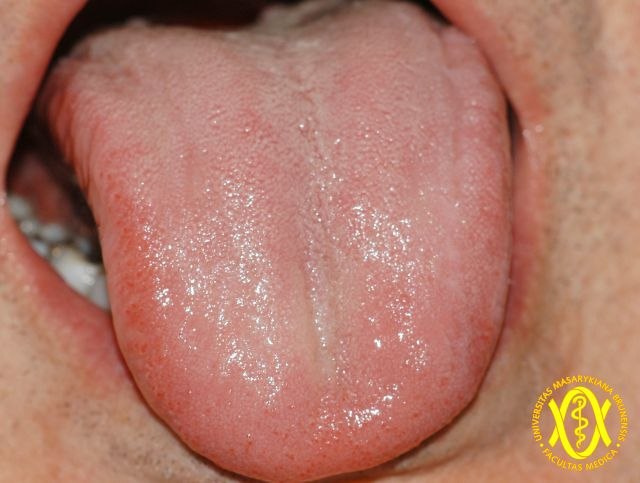 UNIVERSITAS MASARYKIANA BRUNENSIS
· FACULTAS MEDICA ·